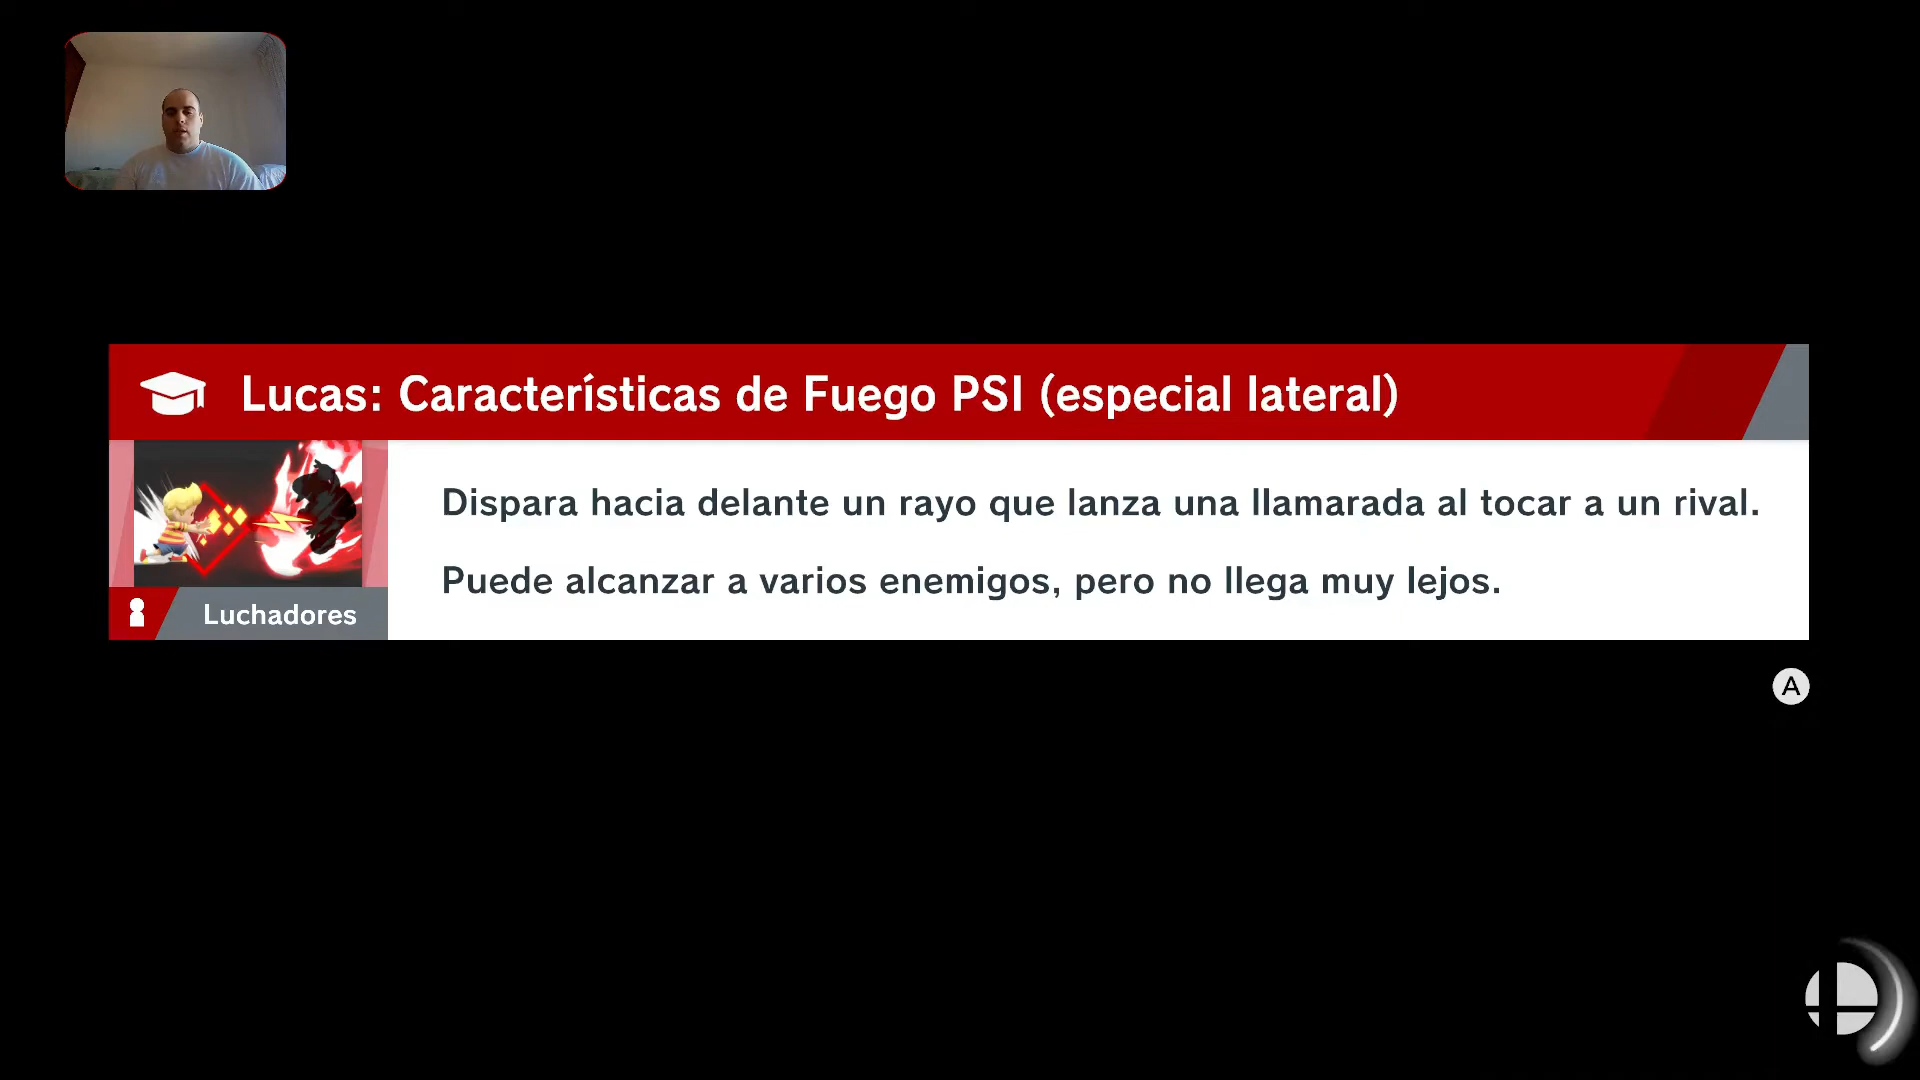 Lucas: Características de Fuego PSI (especial lateral)
Dispara hacia delante un rayo que lanza una llamarada al tocar a un rival.
Puede alcanzar a varios enemigos, pero no llega muy lejos.
Luchadores
A